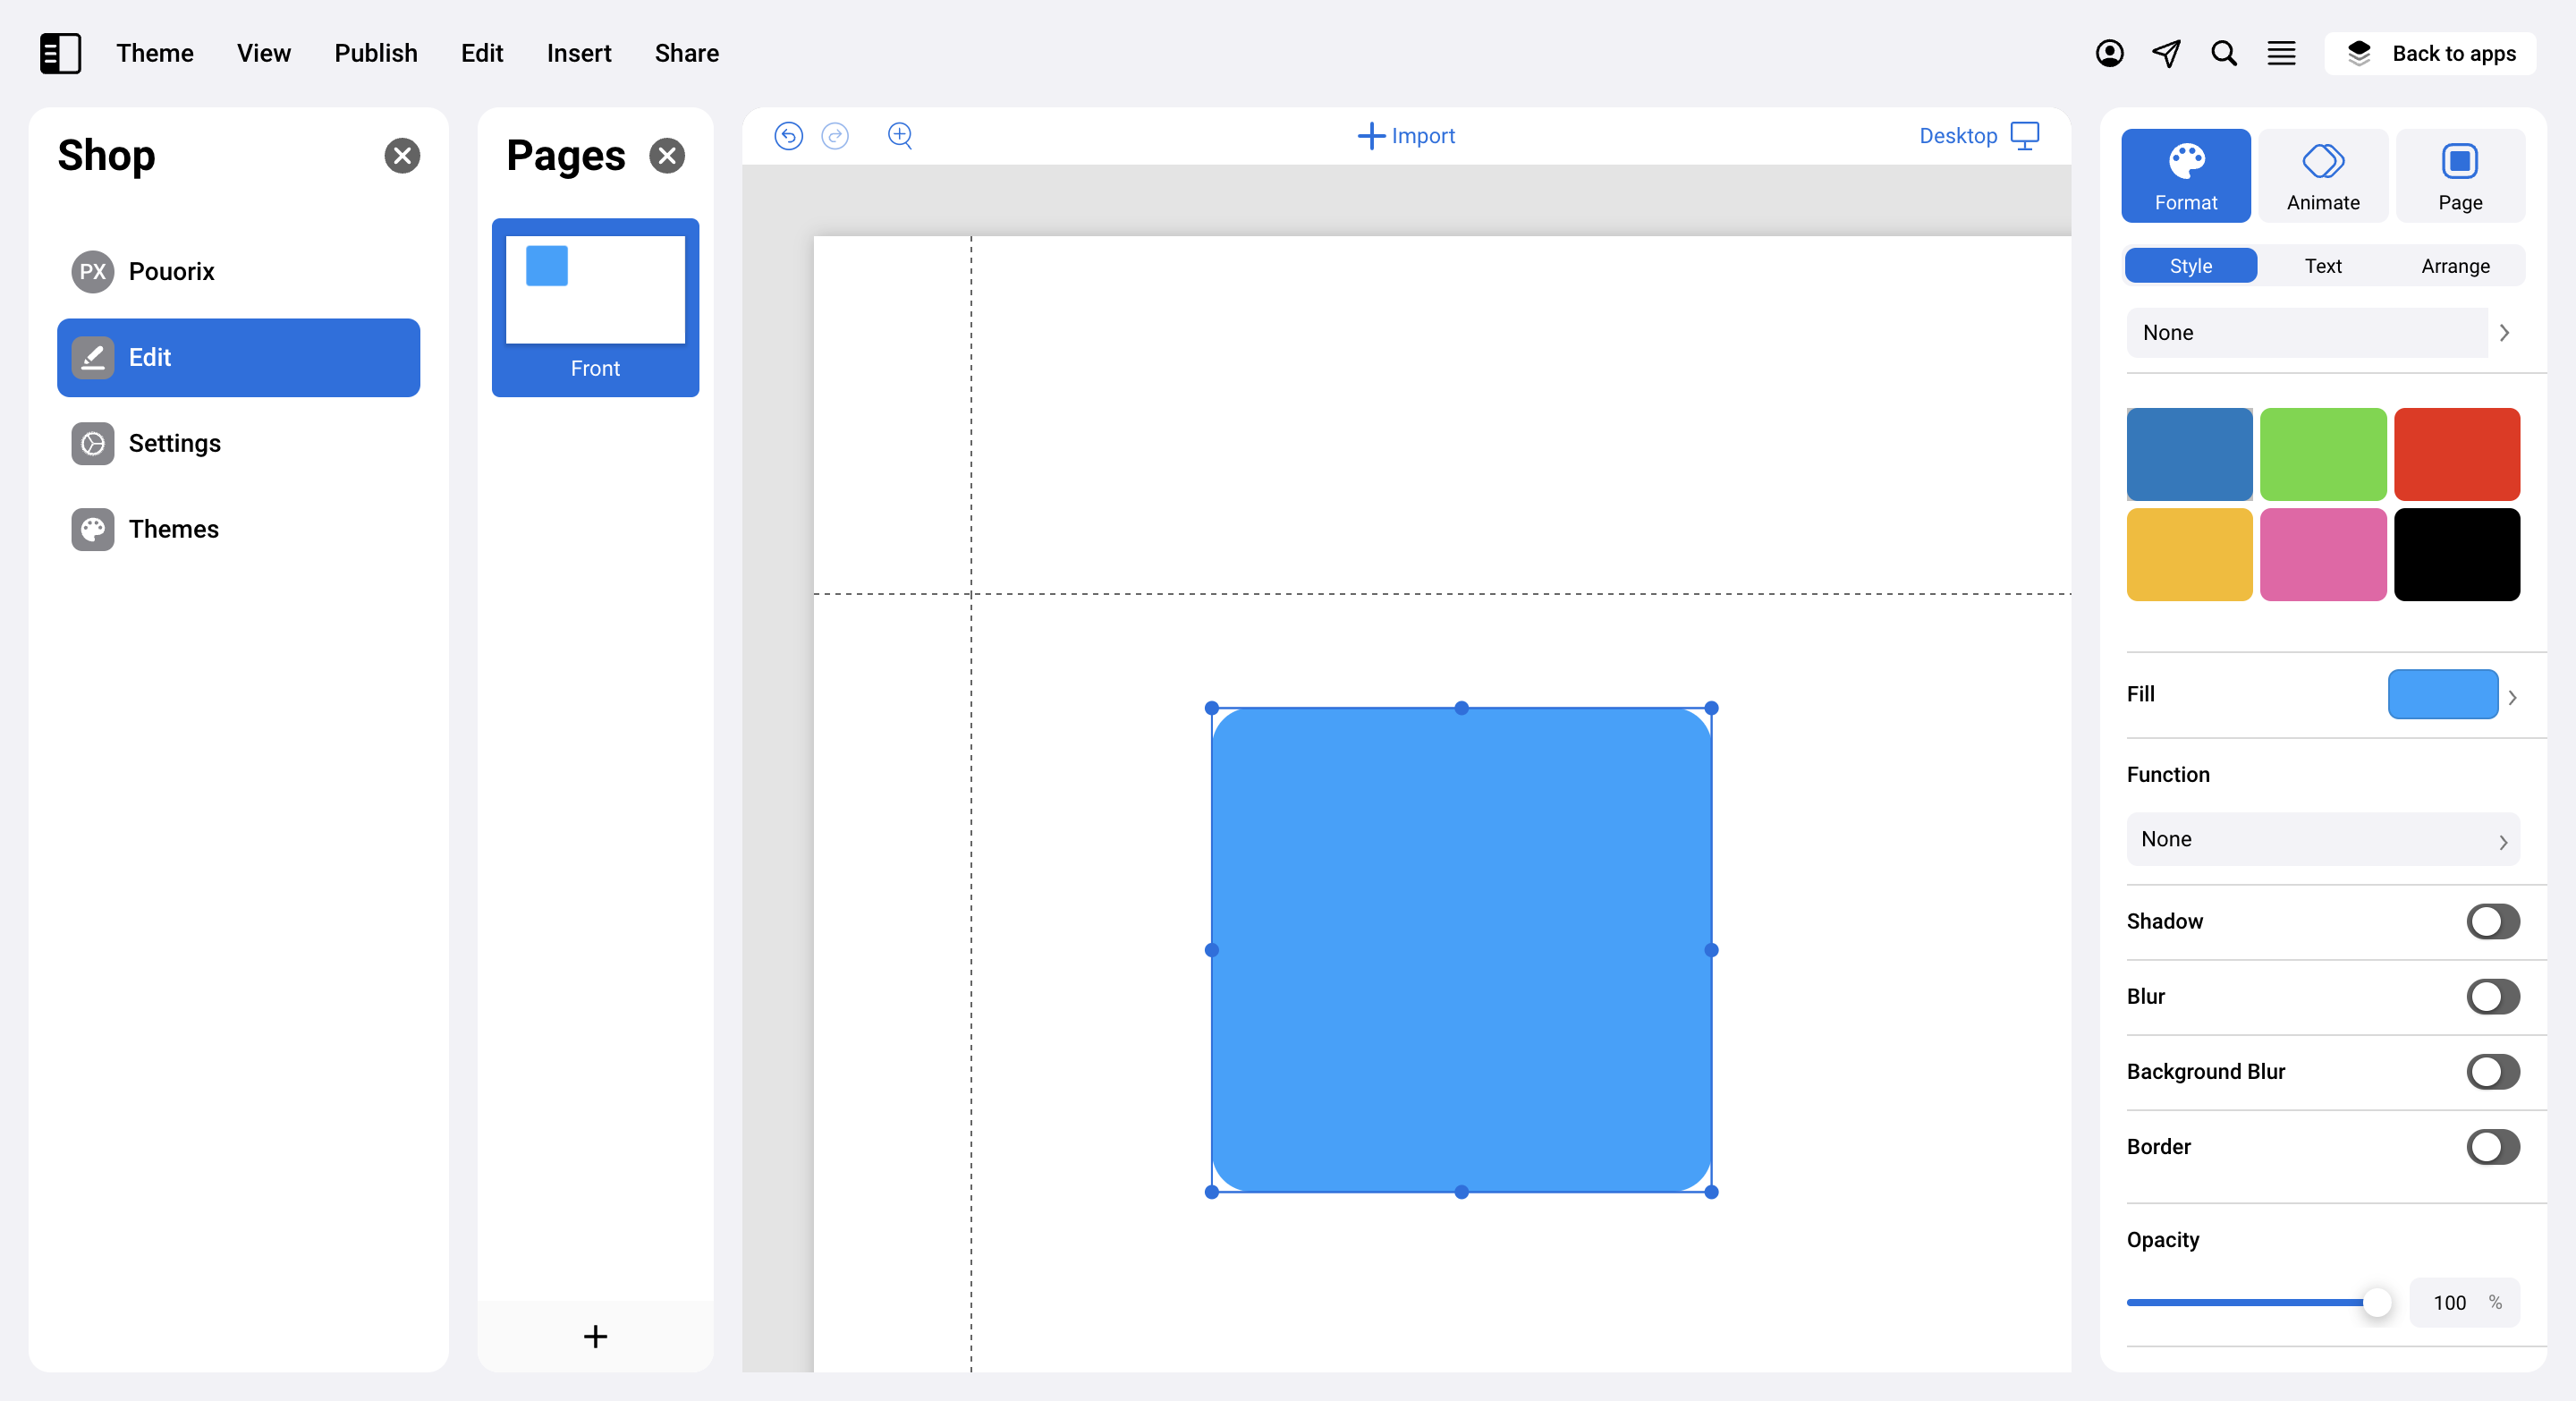 Theme View Publish Edit Insert Share
Back to apps
Shop
PX Pouorix
Edit
Settings
Themes
Pages
Front
Import
Desktop
Format Animate Page
Style Text Arrange
None
Fill
Function
None
Shadow
Blur
Background Blur
Border
Opacity
100 %